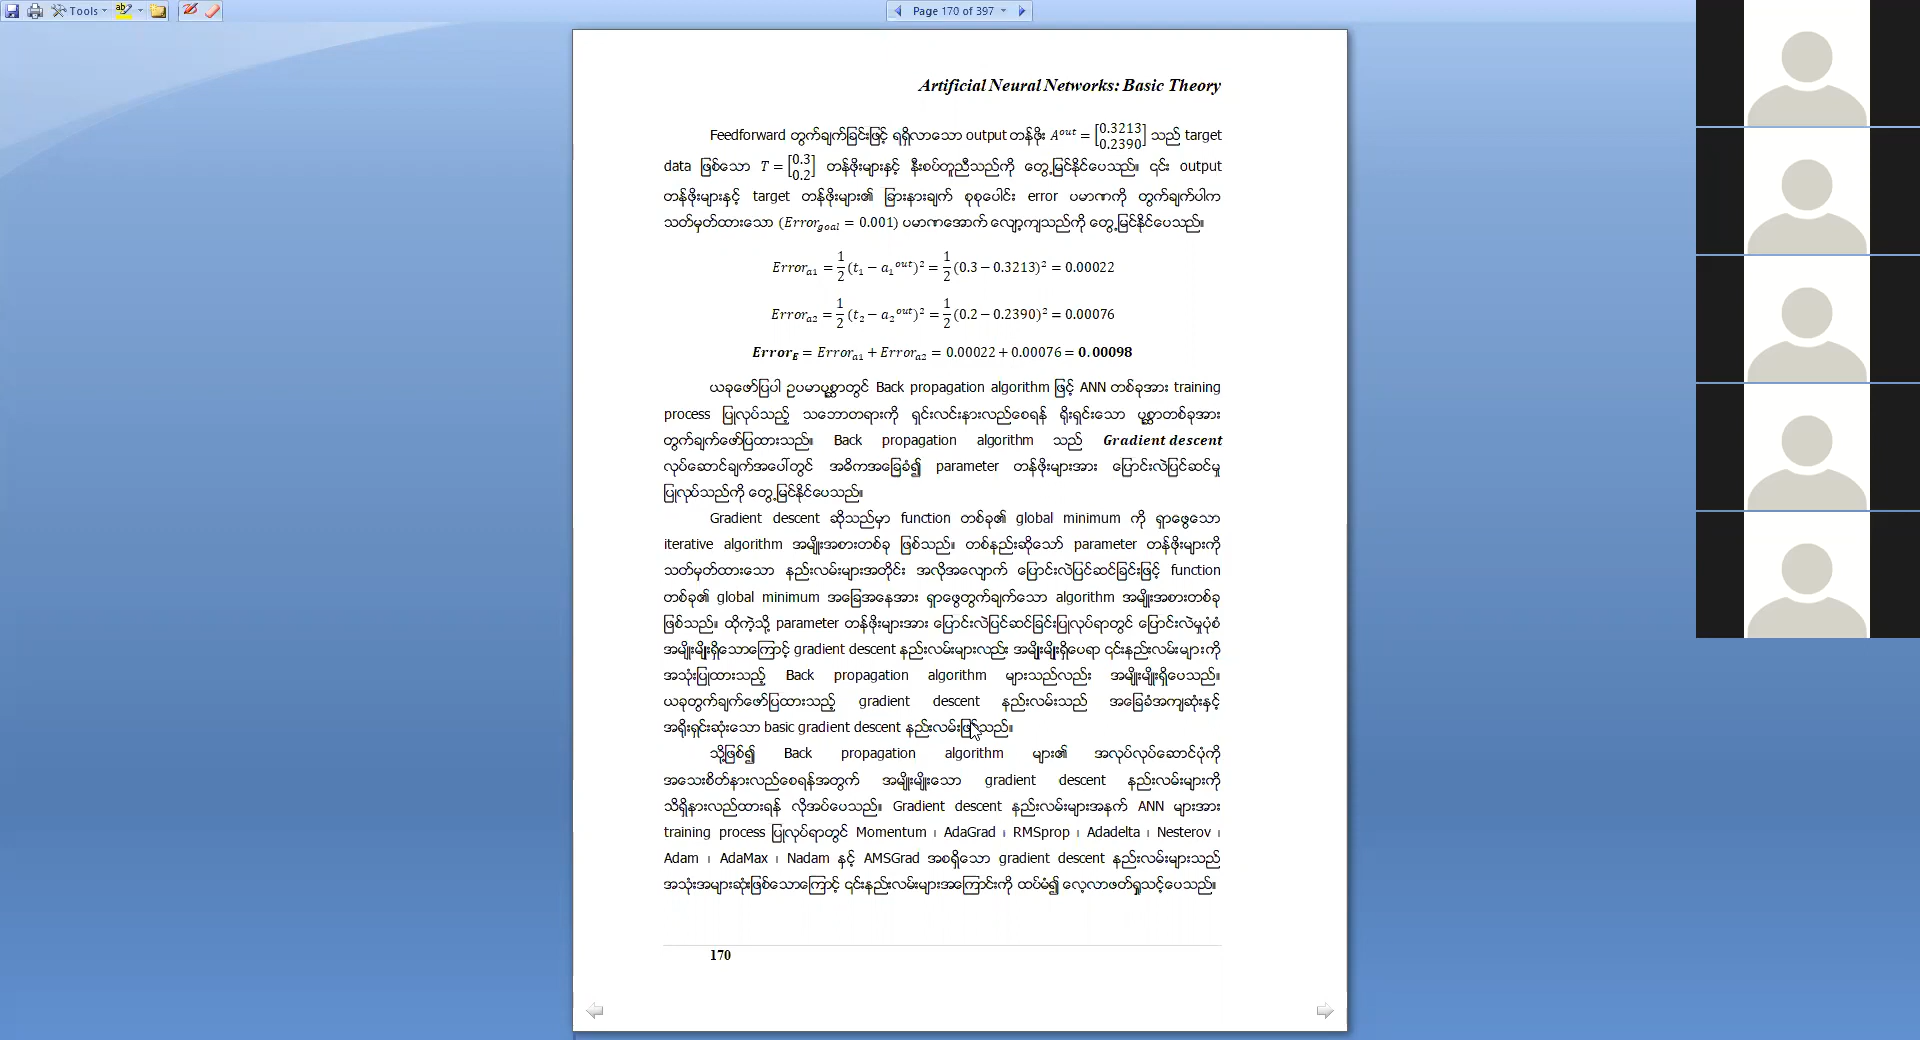 Tools
Page 170 of 397
Artificial Neural Networks: Basic Theory
Feedforward တွက်ချက်ခြင်းဖြင့် ရရှိလာသော output တန်ဖိုး A^out = [0.3213 0.2390] သည် target
data ဖြစ်သော T = [0.3 0.2] တန်ဖိုးများနှင့် နီးစပ်တူညီသည်ကို တွေ့မြင်နိုင်ပေသည်။ ၎င်း output
တန်ဖိုးများနှင့် target တန်ဖိုးများ၏ ခြားနားချက် စုစုပေါင်း error ပမာဏကို တွက်ချက်ပါက
သတ်မှတ်ထားသော (Error_goal = 0.001) ပမာဏအောက် လျော့ကျသည်ကို တွေ့မြင်နိုင်ပေသည်။
Error_a1 = 1/2 (t_1 − a_1^out)^2 = 1/2 (0.3 − 0.3213)^2 = 0.00022
Error_a2 = 1/2 (t_2 − a_2^out)^2 = 1/2 (0.2 − 0.2390)^2 = 0.00076
Error_E = Error_a1 + Error_a2 = 0.00022 + 0.00076 = 0.00098
ယခုဖော်ပြပါ ဥပမာပုစ္ဆာတွင် Back propagation algorithm ဖြင့် ANN တစ်ခုအား training
process ပြုလုပ်သည့် သဘောတရားကို ရှင်းလင်းနားလည်စေရန် ရိုးရှင်းသော ပုစ္ဆာတစ်ခုအား
တွက်ချက်ဖော်ပြထားသည်။ Back propagation algorithm သည် Gradient descent
လုပ်ဆောင်ချက်အပေါ်တွင် အဓိကအခြေခံ၍ parameter တန်ဖိုးများအား ပြောင်းလဲပြင်ဆင်မှု
ပြုလုပ်သည်ကို တွေ့မြင်နိုင်ပေသည်။
Gradient descent ဆိုသည်မှာ function တစ်ခု၏ global minimum ကို ရှာဖွေသော
iterative algorithm အမျိုးအစားတစ်ခု ဖြစ်သည်။ တစ်နည်းဆိုသော် parameter တန်ဖိုးများကို
သတ်မှတ်ထားသော နည်းလမ်းများအတိုင်း အလိုအလျောက် ပြောင်းလဲပြင်ဆင်ခြင်းဖြင့် function
တစ်ခု၏ global minimum အခြေအနေအား ရှာဖွေတွက်ချက်သော algorithm အမျိုးအစားတစ်ခု
ဖြစ်သည်။ ထိုကဲ့သို့ parameter တန်ဖိုးများအား ပြောင်းလဲပြင်ဆင်ခြင်းပြုလုပ်ရာတွင် ပြောင်းလဲမှုပုံစံ
အမျိုးမျိုးရှိသောကြောင့် gradient descent နည်းလမ်းများလည်း အမျိုးမျိုးရှိပေရာ ၎င်းနည်းလမ်းများကို
အသုံးပြုထားသည့် Back propagation algorithm များသည်လည်း အမျိုးမျိုးရှိပေသည်။
ယခုတွက်ချက်ဖော်ပြထားသည့် gradient descent နည်းလမ်းသည် အခြေခံအကျဆုံးနှင့်
အရိုးရှင်းဆုံးသော basic gradient descent နည်းလမ်းဖြစ်သည်။
သို့ဖြစ်၍ Back propagation algorithm များ၏ အလုပ်လုပ်ဆောင်ပုံကို
အသေးစိတ်နားလည်စေရန်အတွက် အမျိုးမျိုးသော gradient descent နည်းလမ်းများကို
သိရှိနားလည်ထားရန် လိုအပ်ပေသည်။ Gradient descent နည်းလမ်းများအနက် ANN များအား
training process ပြုလုပ်ရာတွင် Momentum ၊ AdaGrad ၊ RMSprop ၊ Adadelta ၊ Nesterov ၊
Adam ၊ AdaMax ၊ Nadam နှင့် AMSGrad အစရှိသော gradient descent နည်းလမ်းများသည်
အသုံးအများဆုံးဖြစ်သောကြောင့် ၎င်းနည်းလမ်းများအကြောင်းကို ထပ်မံ၍ လေ့လာဖတ်ရှုသင့်ပေသည်။
170